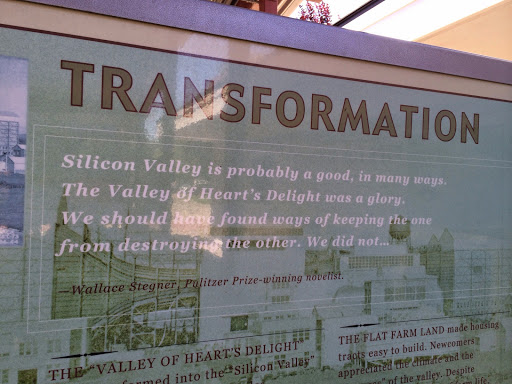 TRANSFORMATION
Silicon Valley is probably a good, in many ways.
The Valley of Heart's Delight was a glory.
We should have found ways of keeping the one
from destroying the other. We did not...
—Wallace Stegner, Pulitzer Prize-winning novelist.
THE "VALLEY OF HEART'S DELIGHT"
formed into the "Silicon Valley"
THE FLAT FARM LAND made housing
tracts easy to build. Newcomers
appreciated the climate and the
of the valley. Despite